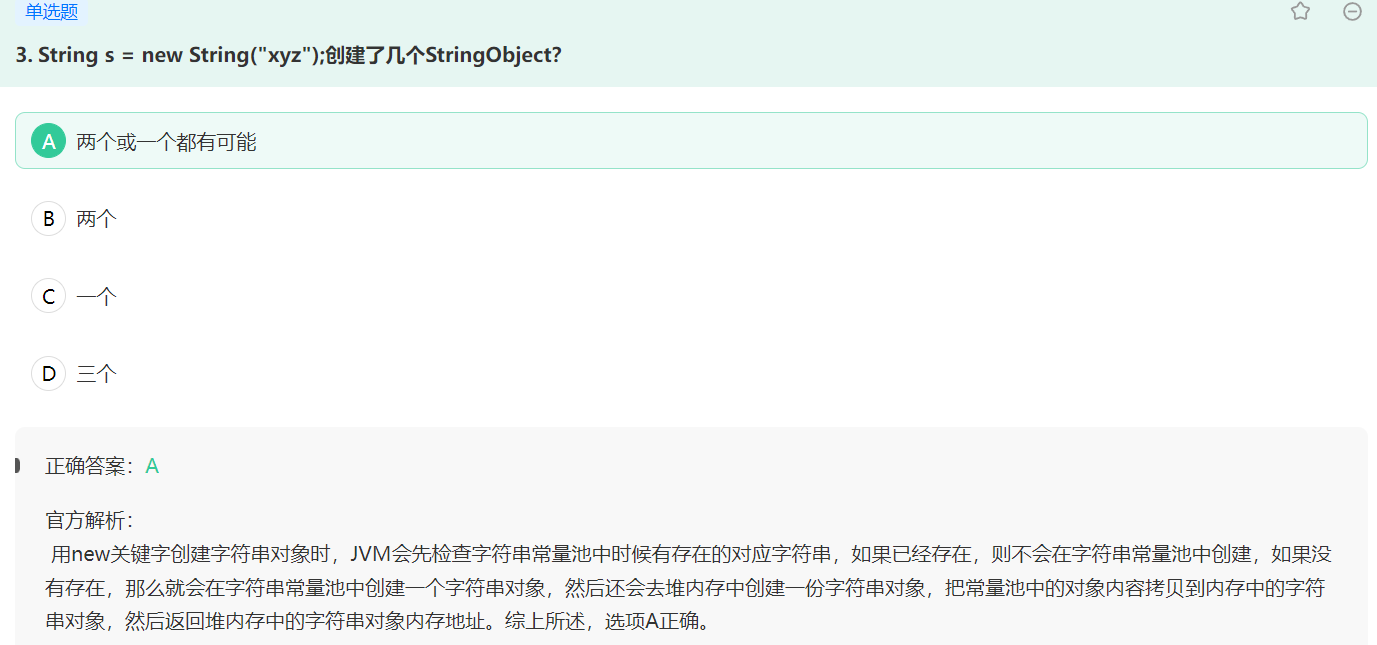 单选题
3. String s = new String("xyz");创建了几个StringObject?
A 两个或一个都有可能
B 两个
C 一个
D 三个
正确答案：A
官方解析：
用new关键字创建字符串对象时，JVM会先检查字符串常量池中时候有存在的对应字符串，如果已经存在，则不会在字符串常量池中创建，如果没
有存在，那么就会在字符串常量池中创建一个字符串对象，然后还会去堆内存中创建一份字符串对象，把常量池中的对象内容拷贝到内存中的字符
串对象，然后返回堆内存中的字符串对象内存地址。综上所述，选项A正确。